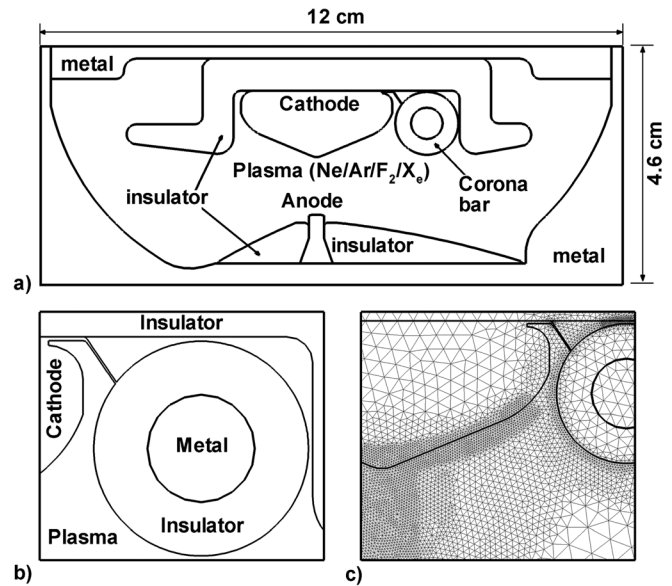 12 cm
metal
Cathode
Plasma (Ne/Ar/F2/Xe)
Corona
bar
insulator
Anode
insulator
metal
4.6 cm
a)
Insulator
Cathode
Metal
Insulator
Plasma
b)
c)